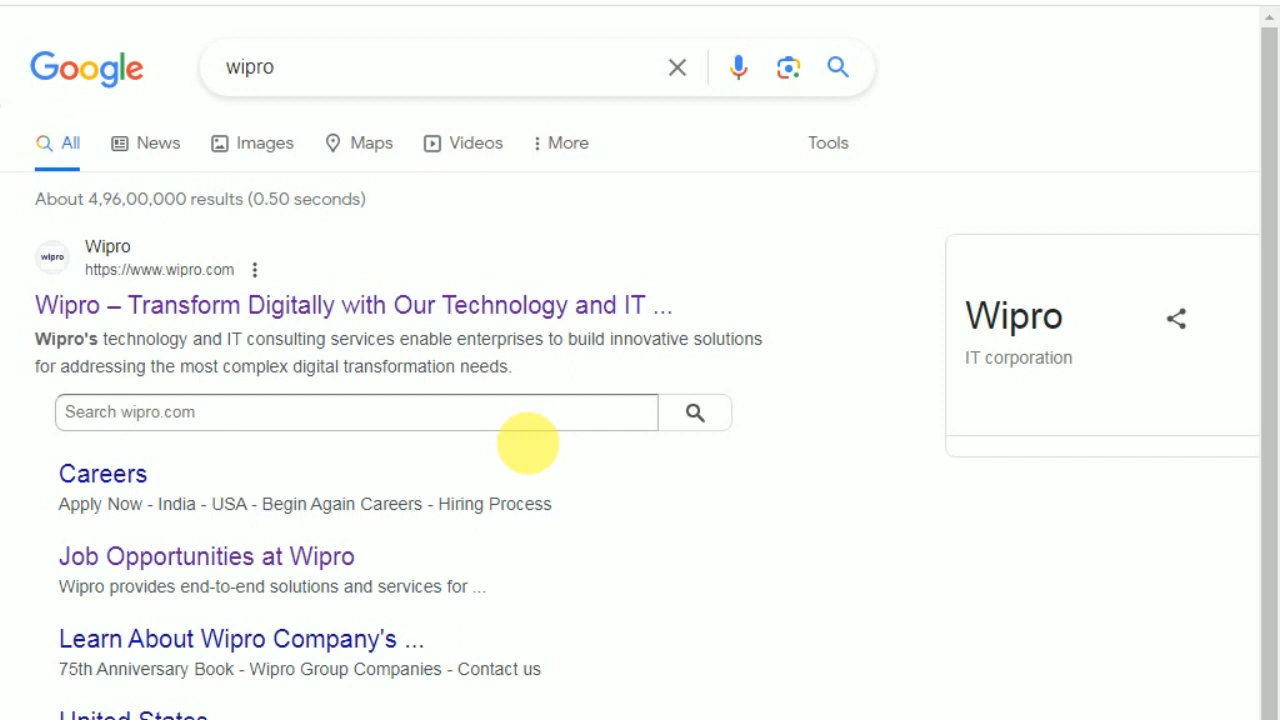 Google
wipro
All News Images Maps Videos More Tools
About 4,96,00,000 results (0.50 seconds)
wipro
Wipro
https://www.wipro.com
Wipro – Transform Digitally with Our Technology and IT ...
Wipro's technology and IT consulting services enable enterprises to build innovative solutions
for addressing the most complex digital transformation needs.
Search wipro.com
Careers
Apply Now - India - USA - Begin Again Careers - Hiring Process
Job Opportunities at Wipro
Wipro provides end-to-end solutions and services for ...
Learn About Wipro Company's ...
75th Anniversary Book - Wipro Group Companies - Contact us
United States
Wipro
IT corporation